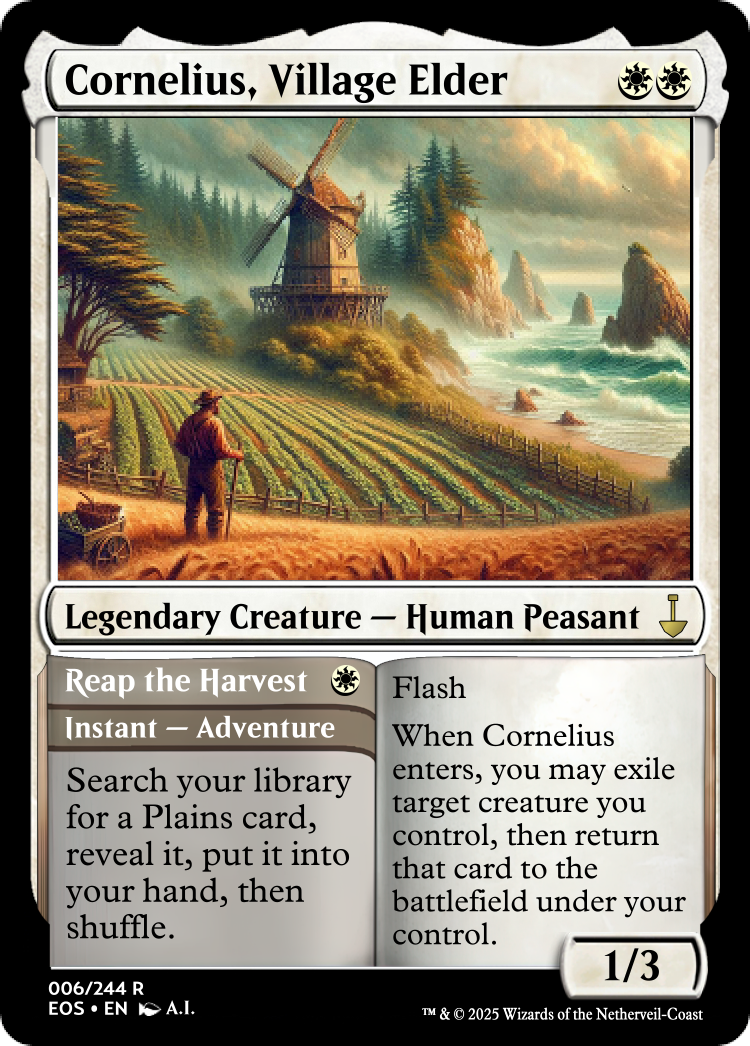 Cornelius, Village Elder
Legendary Creature — Human Peasant
Reap the Harvest
Instant — Adventure
Search your library
for a Plains card,
reveal it, put it into
your hand, then
shuffle.
Flash
When Cornelius
enters, you may exile
target creature you
control, then return
that card to the
battlefield under your
control.
1/3
006/244 R
EOS • EN A.I.
™ & © 2025 Wizards of the Netherveil-Coast